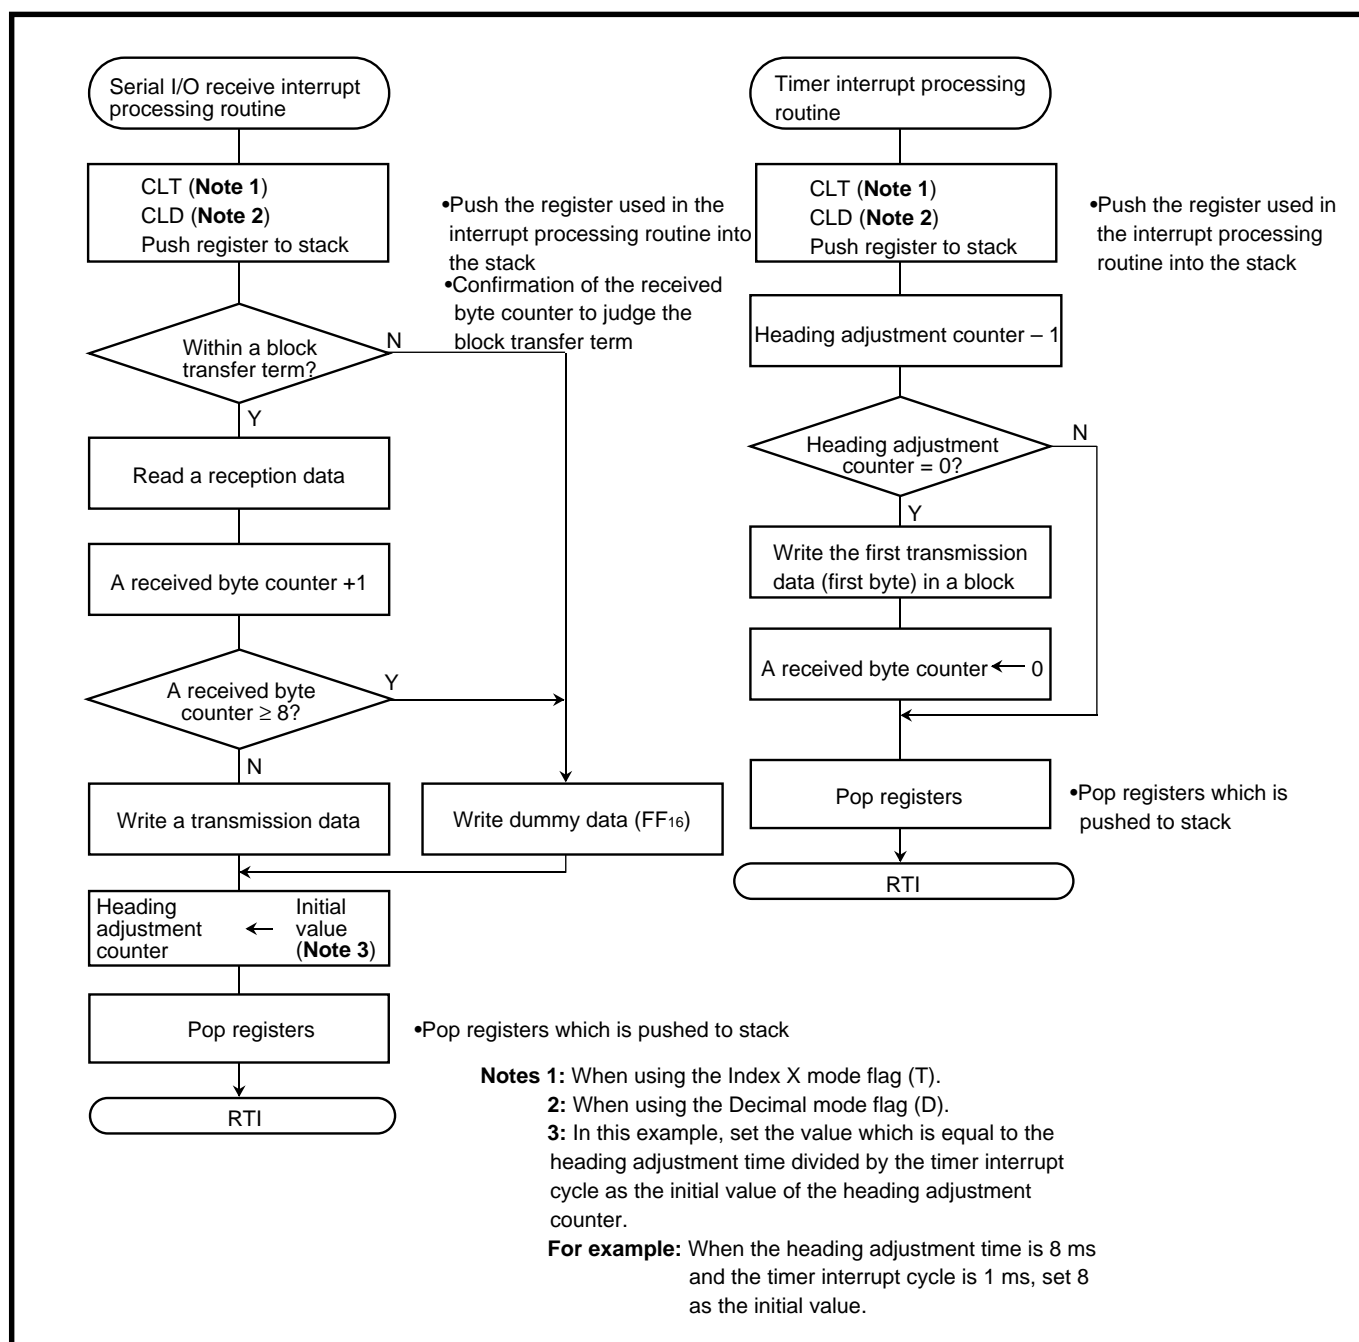 Serial I/O receive interrupt
processing routine
CLT (Note 1)
CLD (Note 2)
Push register to stack
•Push the register used in the
interrupt processing routine into
the stack
•Confirmation of the received
byte counter to judge the
block transfer term
Within a block
transfer term?
N
Y
Read a reception data
A received byte counter +1
A received byte
counter ≥ 8?
Y
N
Write a transmission data
Write dummy data (FF16)
Heading
adjustment
counter
←
Initial
value
(Note 3)
Pop registers
•Pop registers which is pushed to stack
RTI
Timer interrupt processing
routine
CLT (Note 1)
CLD (Note 2)
Push register to stack
•Push the register used in
the interrupt processing
routine into the stack
Heading adjustment counter – 1
Heading adjustment
counter = 0?
N
Y
Write the first transmission
data (first byte) in a block
A received byte counter ← 0
Pop registers
•Pop registers which is
pushed to stack
RTI
Notes 1: When using the Index X mode flag (T).
2: When using the Decimal mode flag (D).
3: In this example, set the value which is equal to the
heading adjustment time divided by the timer interrupt
cycle as the initial value of the heading adjustment
counter.
For example: When the heading adjustment time is 8 ms
and the timer interrupt cycle is 1 ms, set 8
as the initial value.